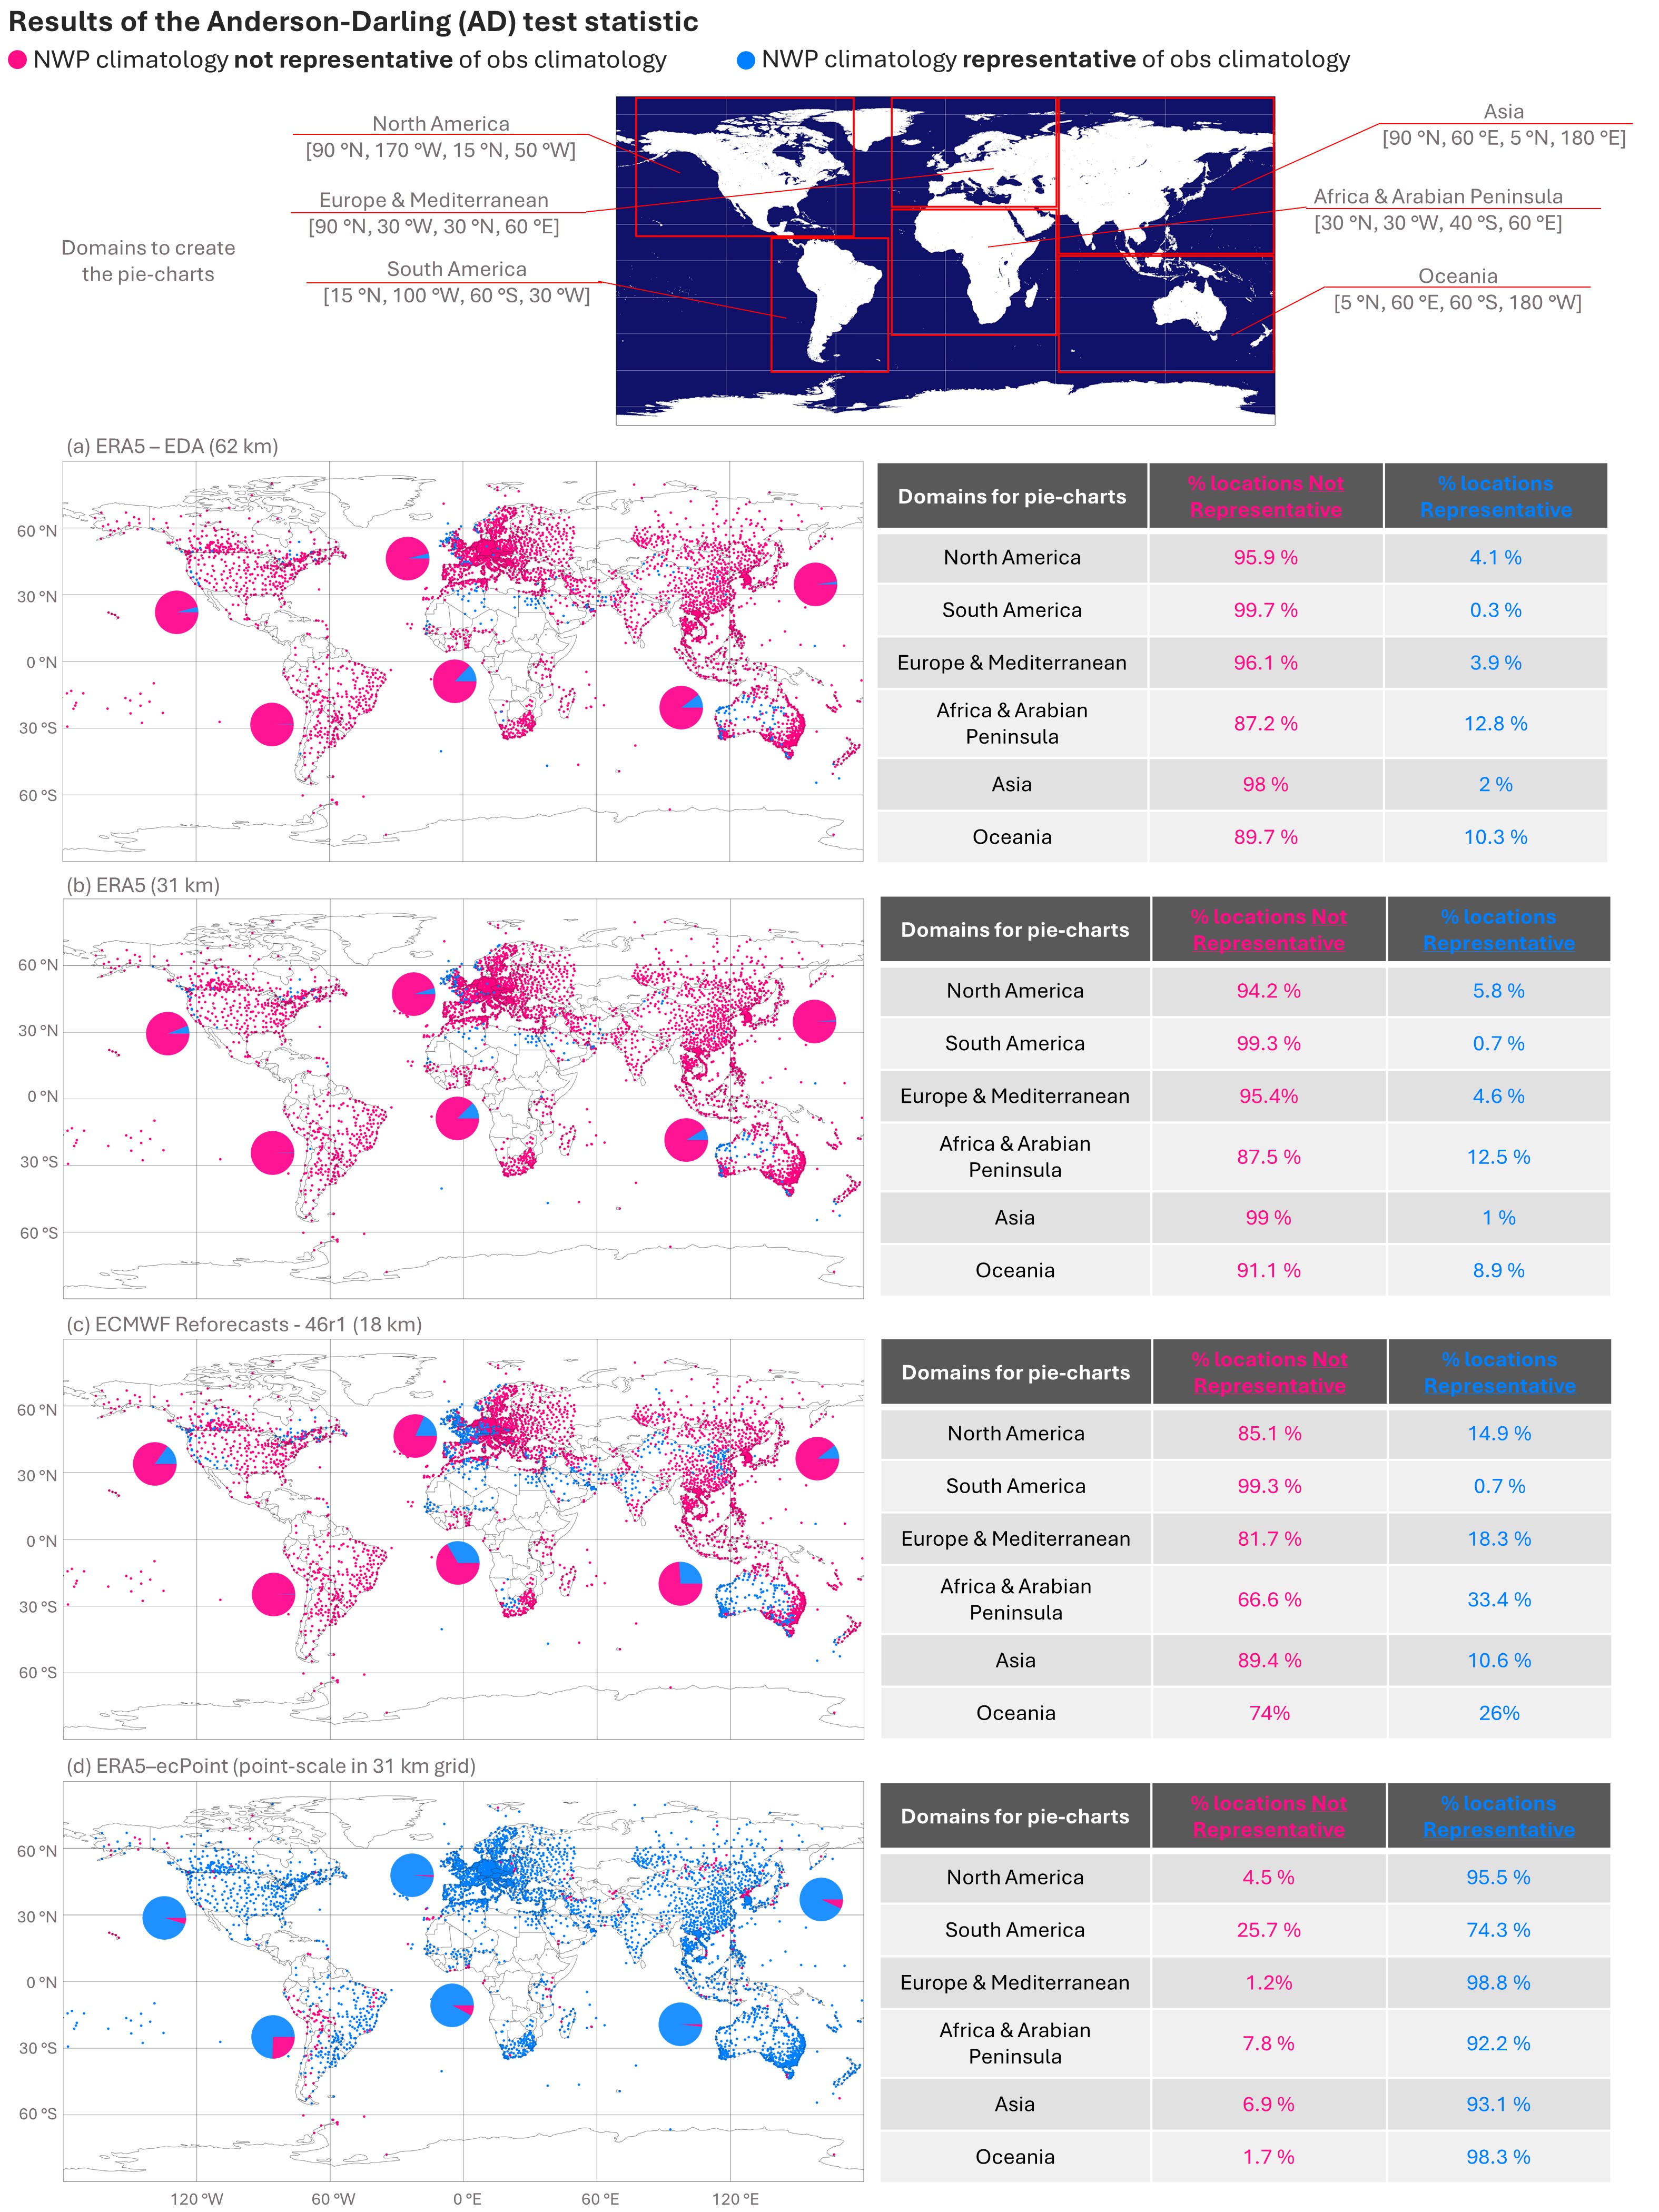 Results of the Anderson-Darling (AD) test statistic
NWP climatology not representative of obs climatology
NWP climatology representative of obs climatology
North America
[90 °N, 170 °W, 15 °N, 50 °W]
Europe & Mediterranean
[90 °N, 30 °W, 30 °N, 60 °E]
Domains to create
the pie-charts
South America
[15 °N, 100 °W, 60 °S, 30 °W]
Asia
[90 °N, 60 °E, 5 °N, 180 °E]
Africa & Arabian Peninsula
[30 °N, 30 °W, 40 °S, 60 °E]
Oceania
[5 °N, 60 °E, 60 °S, 180 °W]
(a) ERA5 – EDA (62 km)
60 °N
30 °N
0 °N
30 °S
60 °S
Domains for pie-charts
% locations Not
Representative
% locations
Representative
North America 95.9 % 4.1 %
South America 99.7 % 0.3 %
Europe & Mediterranean 96.1 % 3.9 %
Africa & Arabian
Peninsula
87.2 % 12.8 %
Asia 98 % 2 %
Oceania 89.7 % 10.3 %
(b) ERA5 (31 km)
60 °N
30 °N
0 °N
30 °S
60 °S
Domains for pie-charts
% locations Not
Representative
% locations
Representative
North America 94.2 % 5.8 %
South America 99.3 % 0.7 %
Europe & Mediterranean 95.4% 4.6 %
Africa & Arabian
Peninsula
87.5 % 12.5 %
Asia 99 % 1 %
Oceania 91.1 % 8.9 %
(c) ECMWF Reforecasts - 46r1 (18 km)
60 °N
30 °N
0 °N
30 °S
60 °S
Domains for pie-charts
% locations Not
Representative
% locations
Representative
North America 85.1 % 14.9 %
South America 99.3 % 0.7 %
Europe & Mediterranean 81.7 % 18.3 %
Africa & Arabian
Peninsula
66.6 % 33.4 %
Asia 89.4 % 10.6 %
Oceania 74% 26%
(d) ERA5–ecPoint (point-scale in 31 km grid)
60 °N
30 °N
0 °N
30 °S
60 °S
120 °W 60 °W 0 °E 60 °E 120 °E
Domains for pie-charts
% locations Not
Representative
% locations
Representative
North America 4.5 % 95.5 %
South America 25.7 % 74.3 %
Europe & Mediterranean 1.2% 98.8 %
Africa & Arabian
Peninsula
7.8 % 92.2 %
Asia 6.9 % 93.1 %
Oceania 1.7 % 98.3 %